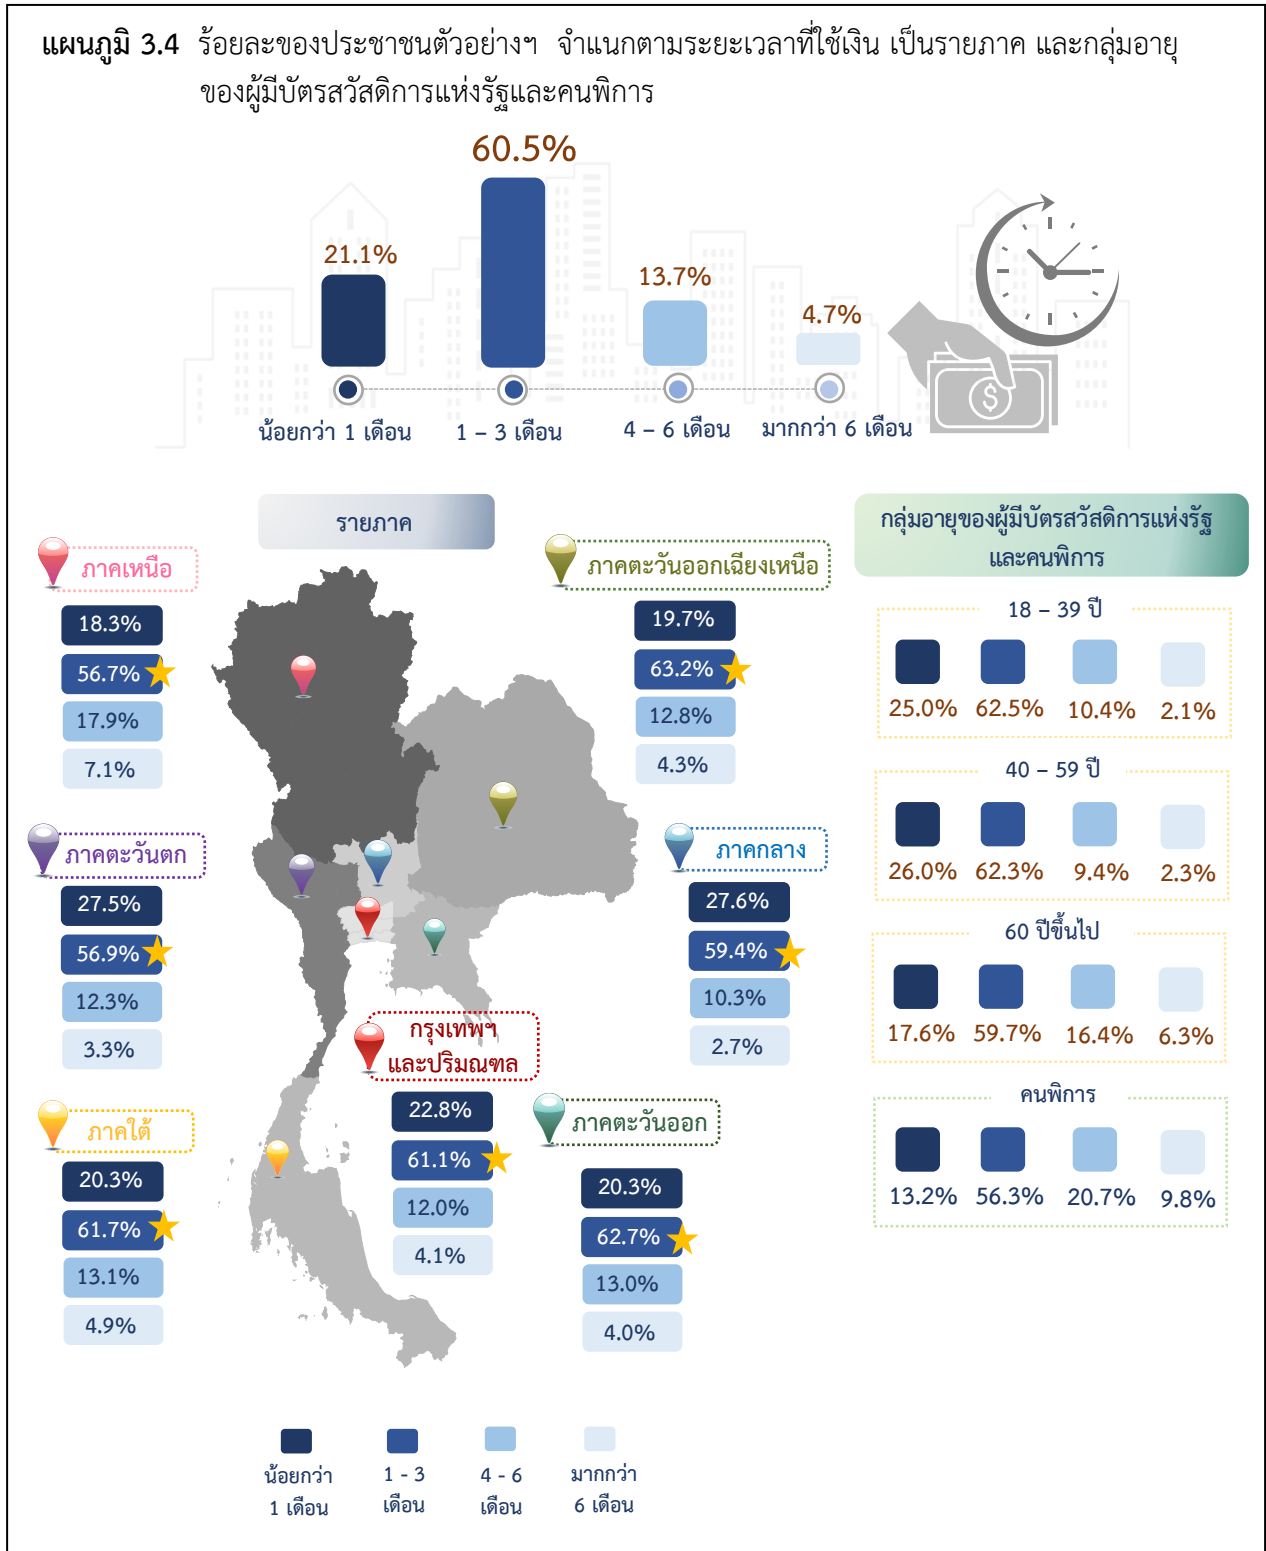 แผนภูมิ 3.4 ร้อยละของประชาชนตัวอย่างฯ จำแนกตามระยะเวลาที่ใช้เงิน เป็นรายภาค และกลุ่มอายุ
ของผู้มีบัตรสวัสดิการแห่งรัฐและคนพิการ
21.1%
60.5%
13.7%
4.7%
$
น้อยกว่า 1 เดือน
1 – 3 เดือน
4 – 6 เดือน
มากกว่า 6 เดือน
รายภาค
ภาคเหนือ
18.3%
56.7%
17.9%
7.1%
ภาคตะวันออกเฉียงเหนือ
19.7%
63.2%
12.8%
4.3%
ภาคตะวันตก
27.5%
56.9%
12.3%
3.3%
ภาคกลาง
27.6%
59.4%
10.3%
2.7%
กรุงเทพฯ
และปริมณฑล
22.8%
61.1%
12.0%
4.1%
ภาคใต้
20.3%
61.7%
13.1%
4.9%
ภาคตะวันออก
20.3%
62.7%
13.0%
4.0%
กลุ่มอายุของผู้มีบัตรสวัสดิการแห่งรัฐ
และคนพิการ
18 – 39 ปี
25.0% 62.5% 10.4% 2.1%
40 – 59 ปี
26.0% 62.3% 9.4% 2.3%
60 ปีขึ้นไป
17.6% 59.7% 16.4% 6.3%
คนพิการ
13.2% 56.3% 20.7% 9.8%
น้อยกว่า
1 เดือน
1 - 3
เดือน
4 - 6
เดือน
มากกว่า
6 เดือน